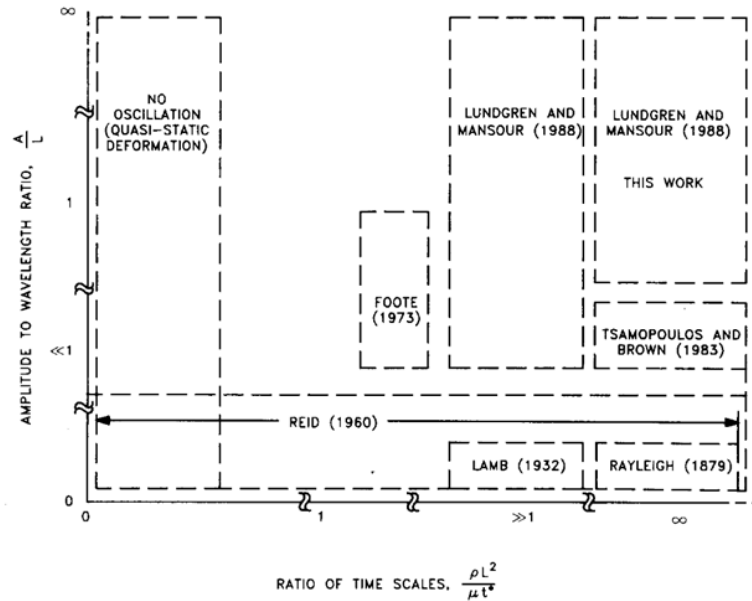 ∞
NO
OSCILLATION
(QUASI-STATIC
DEFORMATION)
LUNDGREN AND
MANSOUR (1988)
LUNDGREN AND
MANSOUR (1988)
THIS WORK
AMPLITUDE TO WAVELENGTH RATIO, A/L
1
FOOTE
(1973)
TSAMOPOULOS AND
BROWN (1983)
≪1
REID (1960)
LAMB (1932)
RAYLEIGH (1879)
0
0
1
≫1
∞
RATIO OF TIME SCALES, ρL²/μt*